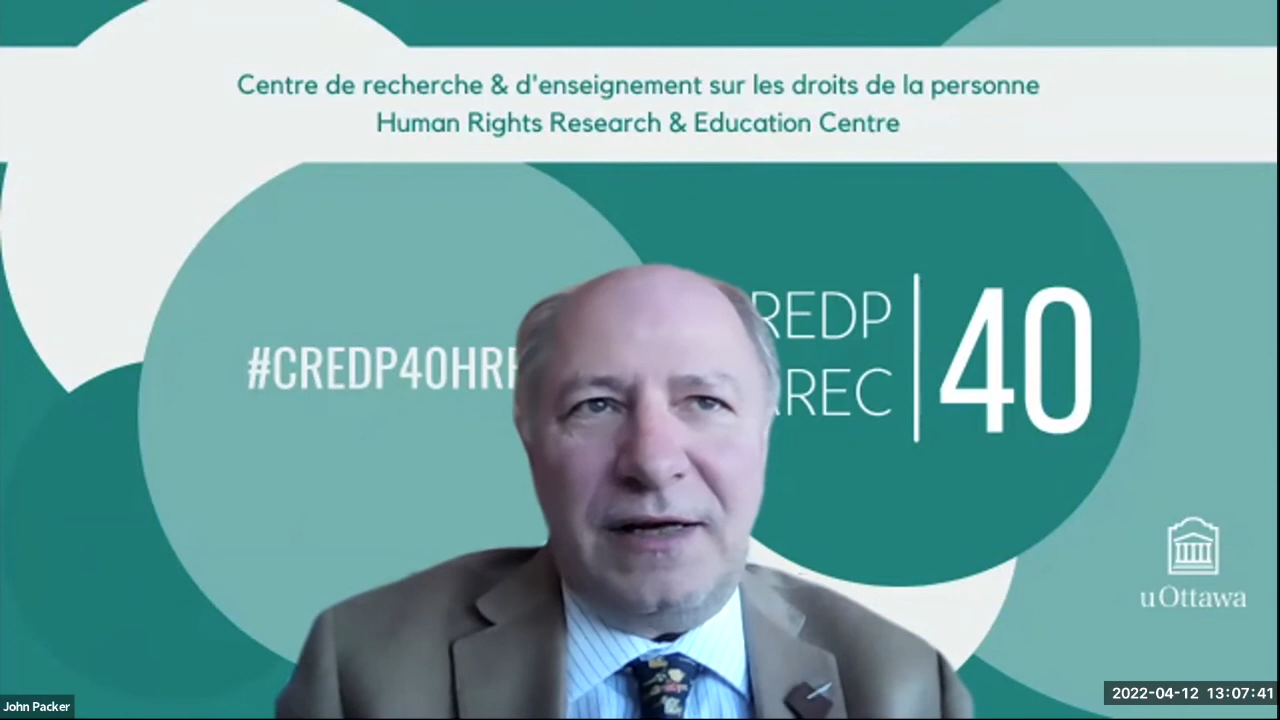 Centre de recherche & d'enseignement sur les droits de la personne
Human Rights Research & Education Centre
#CREDP40HR
REDP
REC
40
uOttawa
John Packer
2022-04-12 13:07:41